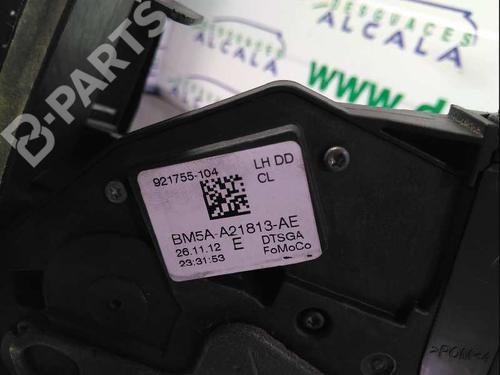 DESGUACES
ALCALA
B-PARTS
921755-104
LH DD
CL
BM5A-A21813-AE
26.11.12 E DTSGA
23:31:53 FoMoCo